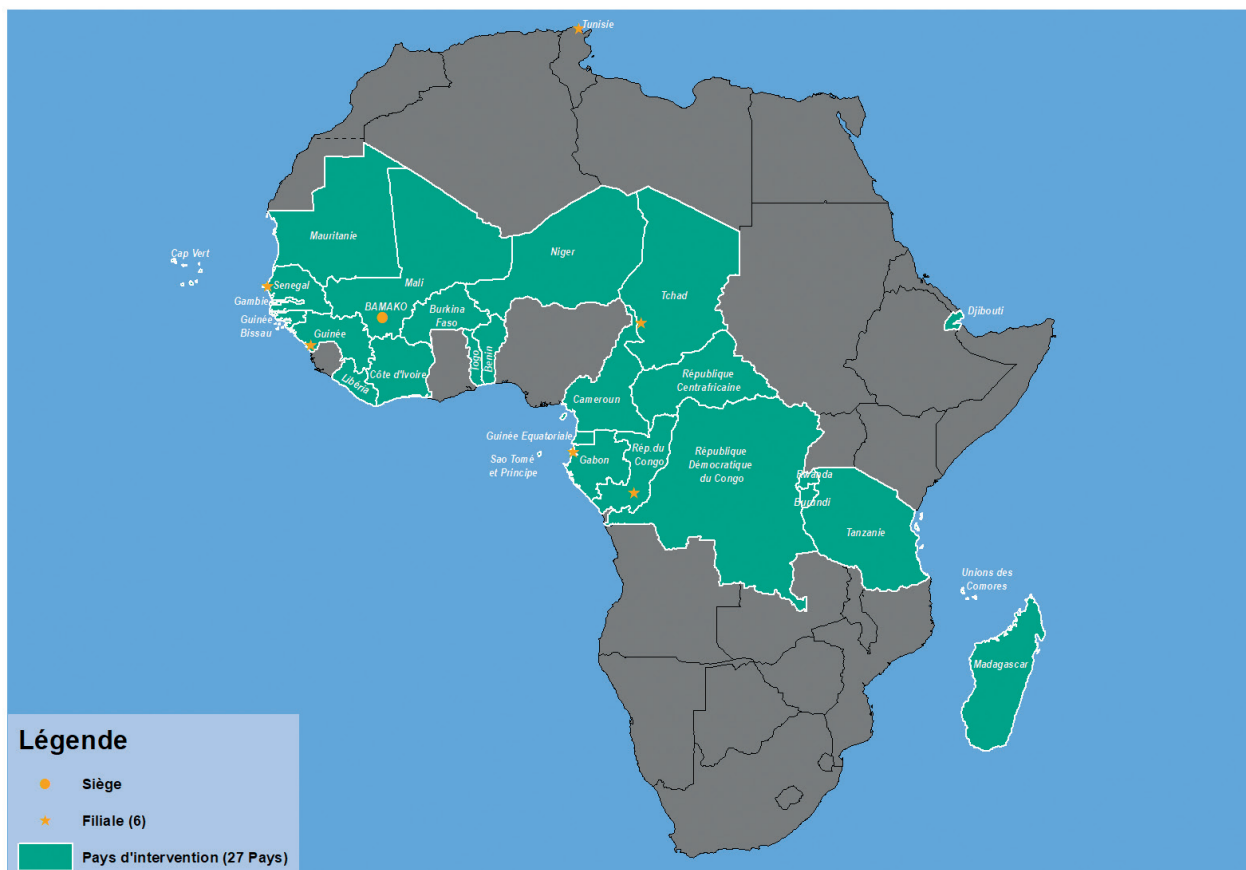 Tunisie
Mauritanie
Cap Vert
Niger
Mali
Senegal
Tchad
Gambie
BAMAKO
Burkina
Faso
Djibouti
Guinée
Bissau
Guinée
Togo
Benin
Libéria
Côte d'Ivoire
République
Centrafricaine
Cameroun
Guinée Equatoriale
Sao Tomé
et Principe
Gabon
Rép.du
Congo
République
Démocratique
du Congo
Rwanda
Burundi
Tanzanie
Unions des
Comores
Madagascar
Légende
Siège
Filiale (6)
Pays d'intervention (27 Pays)